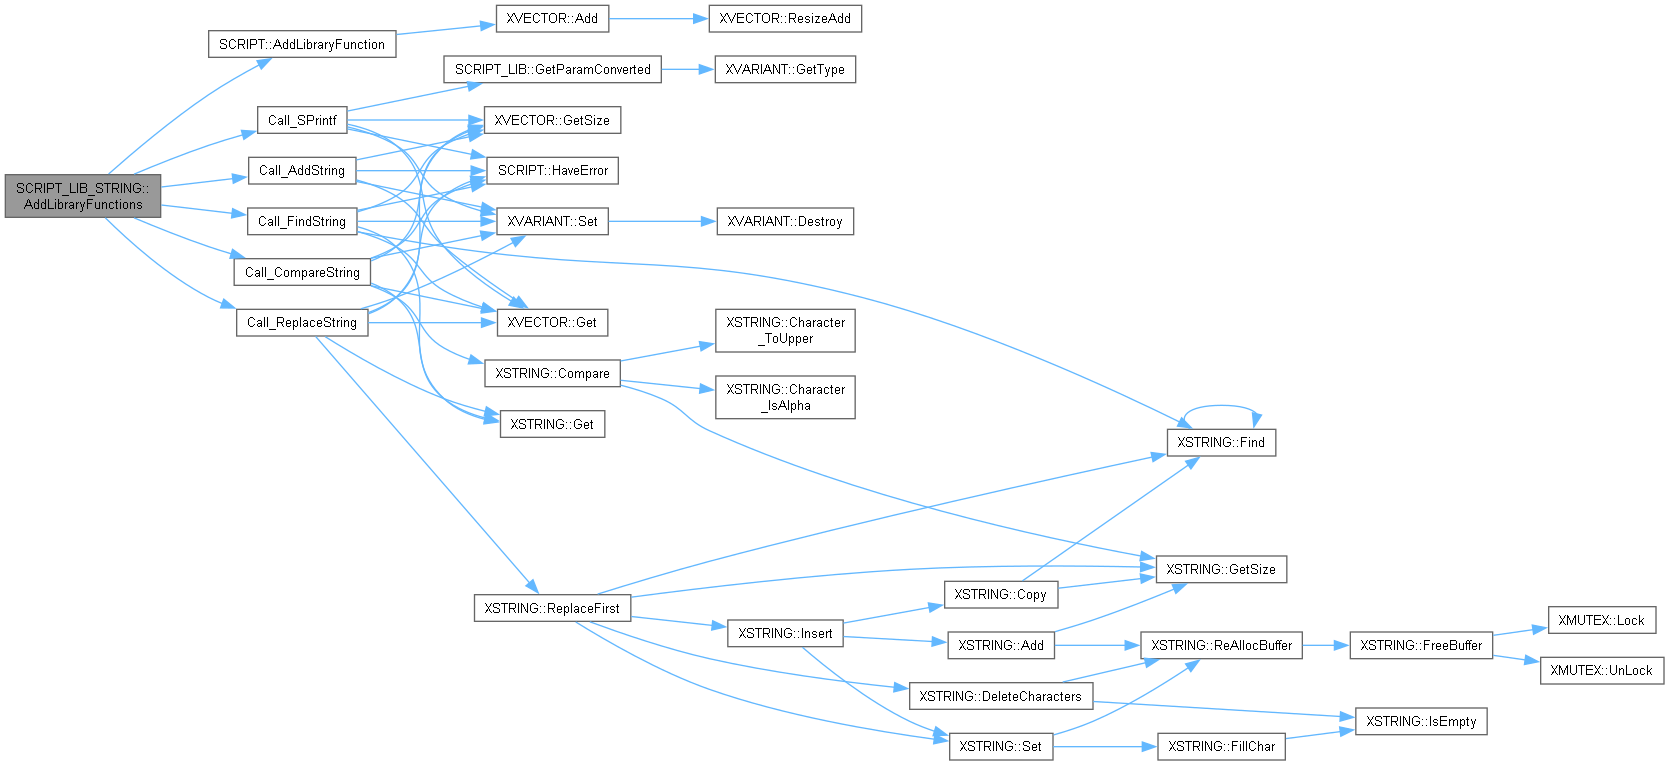 SCRIPT_LIB_STRING::
AddLibraryFunctions
SCRIPT::AddLibraryFunction
Call_SPrintf
Call_AddString
Call_FindString
Call_CompareString
Call_ReplaceString
XVECTOR::Add
SCRIPT_LIB::GetParamConverted
XVECTOR::GetSize
SCRIPT::HaveError
XVARIANT::Set
XVECTOR::Get
XSTRING::Compare
XSTRING::Get
XSTRING::ReplaceFirst
XVECTOR::ResizeAdd
XVARIANT::GetType
XVARIANT::Destroy
XSTRING::Character
_ToUpper
XSTRING::Character
_IsAlpha
XSTRING::Insert
XSTRING::Copy
XSTRING::Add
XSTRING::DeleteCharacters
XSTRING::Set
XSTRING::Find
XSTRING::GetSize
XSTRING::ReAllocBuffer
XSTRING::FillChar
XSTRING::FreeBuffer
XSTRING::IsEmpty
XMUTEX::Lock
XMUTEX::UnLock